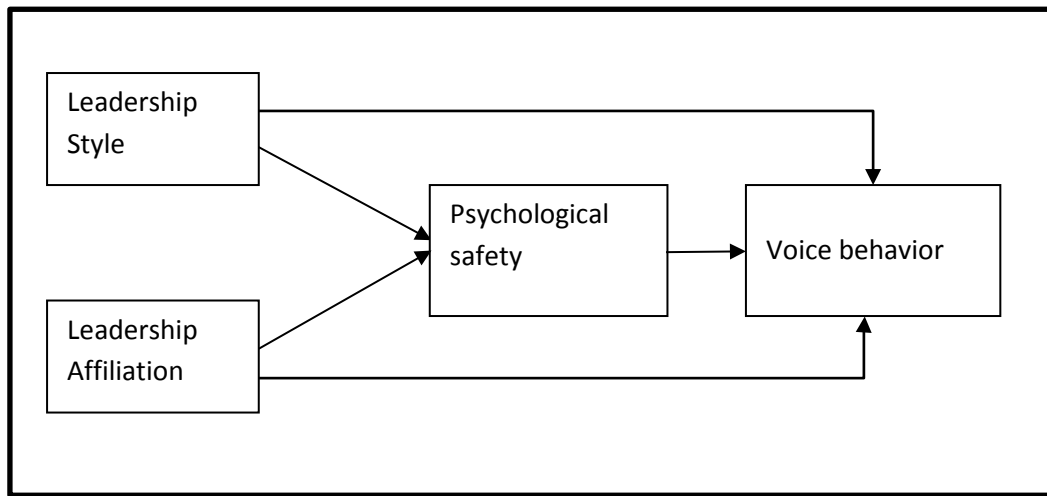 Leadership
Style
Psychological
safety
Voice behavior
Leadership
Affiliation